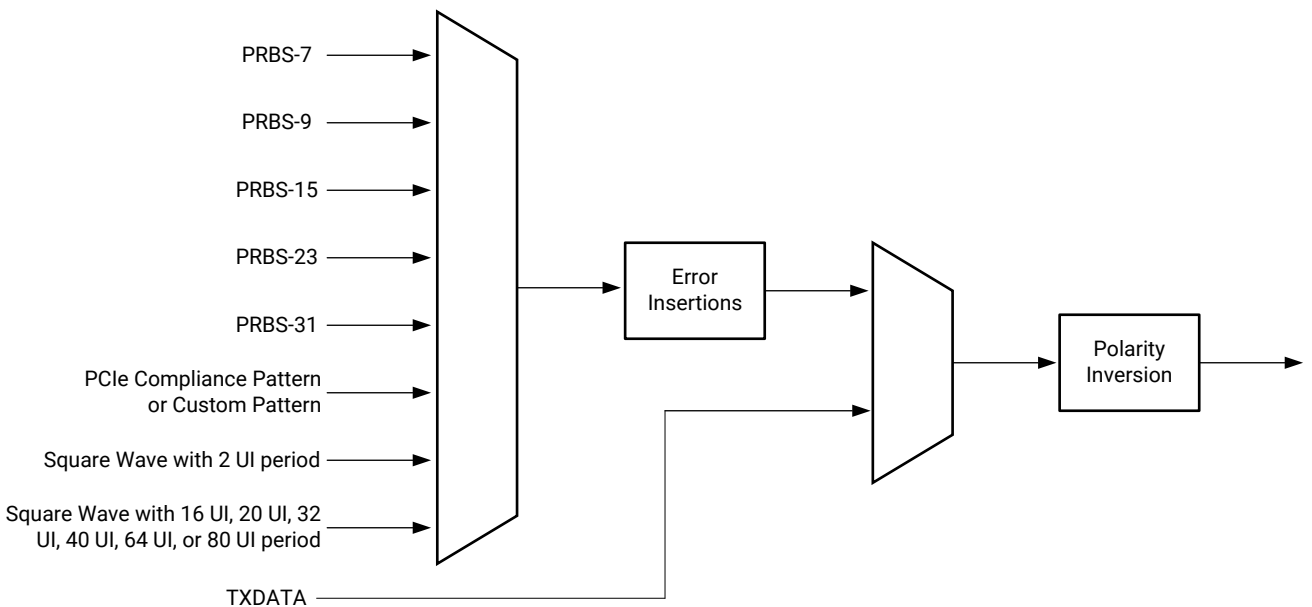 PRBS-7
PRBS-9
PRBS-15
PRBS-23
PRBS-31
PCIe Compliance Pattern
or Custom Pattern
Square Wave with 2 UI period
Square Wave with 16 UI, 20 UI, 32
UI, 40 UI, 64 UI, or 80 UI period
TXDATA
Error
Insertions
Polarity
Inversion